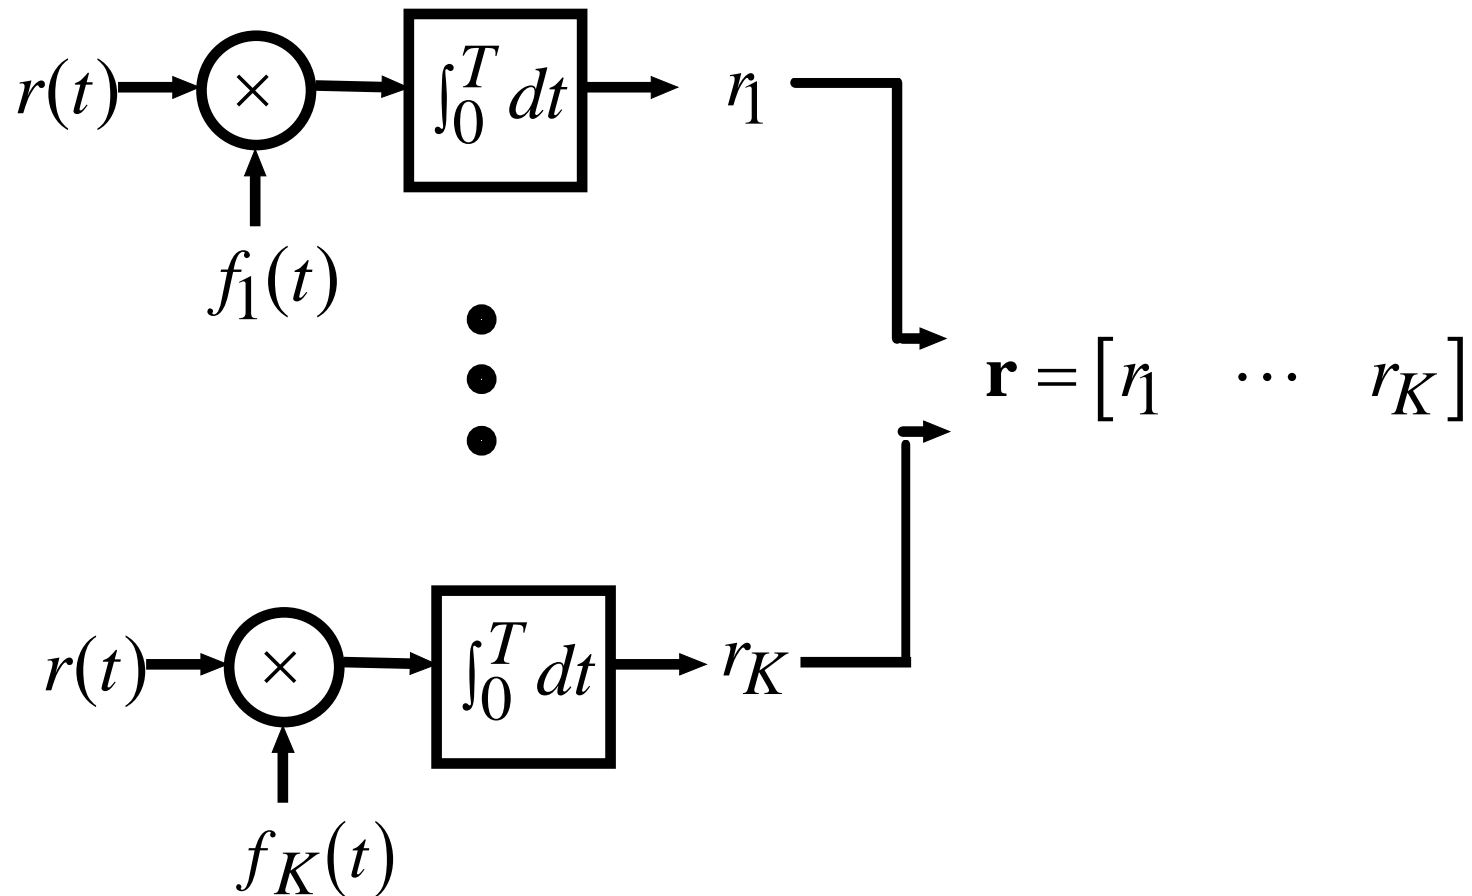 r(t) × ∫₀ᵀ dt r₁
f₁(t)
r = [r₁ ⋯ r_K]
r(t) × ∫₀ᵀ dt r_K
f_K(t)